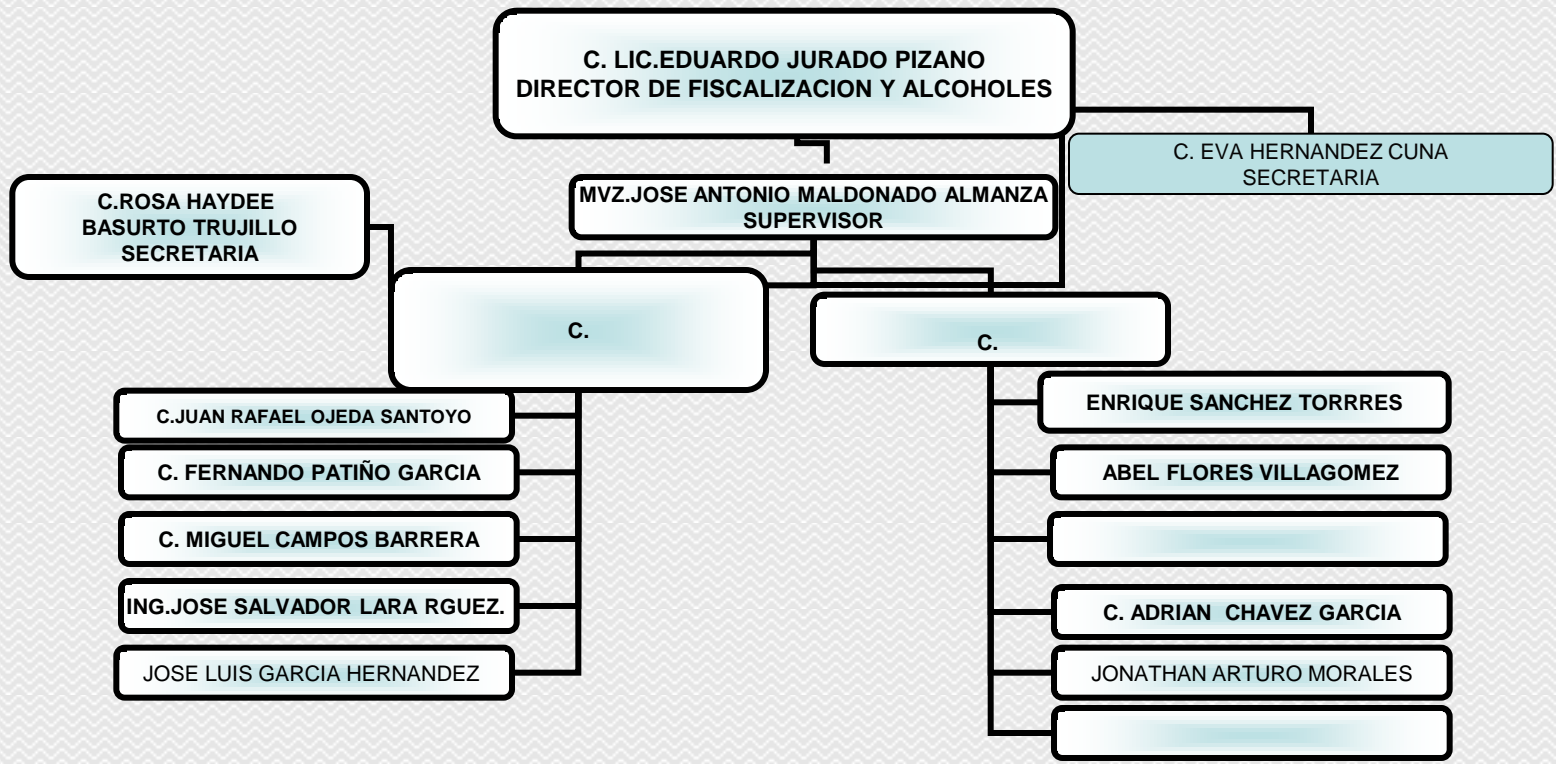 C. LIC.EDUARDO JURADO PIZANO
DIRECTOR DE FISCALIZACION Y ALCOHOLES
C. EVA HERNANDEZ CUNA
SECRETARIA
C.ROSA HAYDEE
BASURTO TRUJILLO
SECRETARIA
MVZ.JOSE ANTONIO MALDONADO ALMANZA
SUPERVISOR
C.
C.
C.JUAN RAFAEL OJEDA SANTOYO
C. FERNANDO PATIÑO GARCIA
C. MIGUEL CAMPOS BARRERA
ING.JOSE SALVADOR LARA RGUEZ.
JOSE LUIS GARCIA HERNANDEZ
ENRIQUE SANCHEZ TORRRES
ABEL FLORES VILLAGOMEZ
C. ADRIAN CHAVEZ GARCIA
JONATHAN ARTURO MORALES